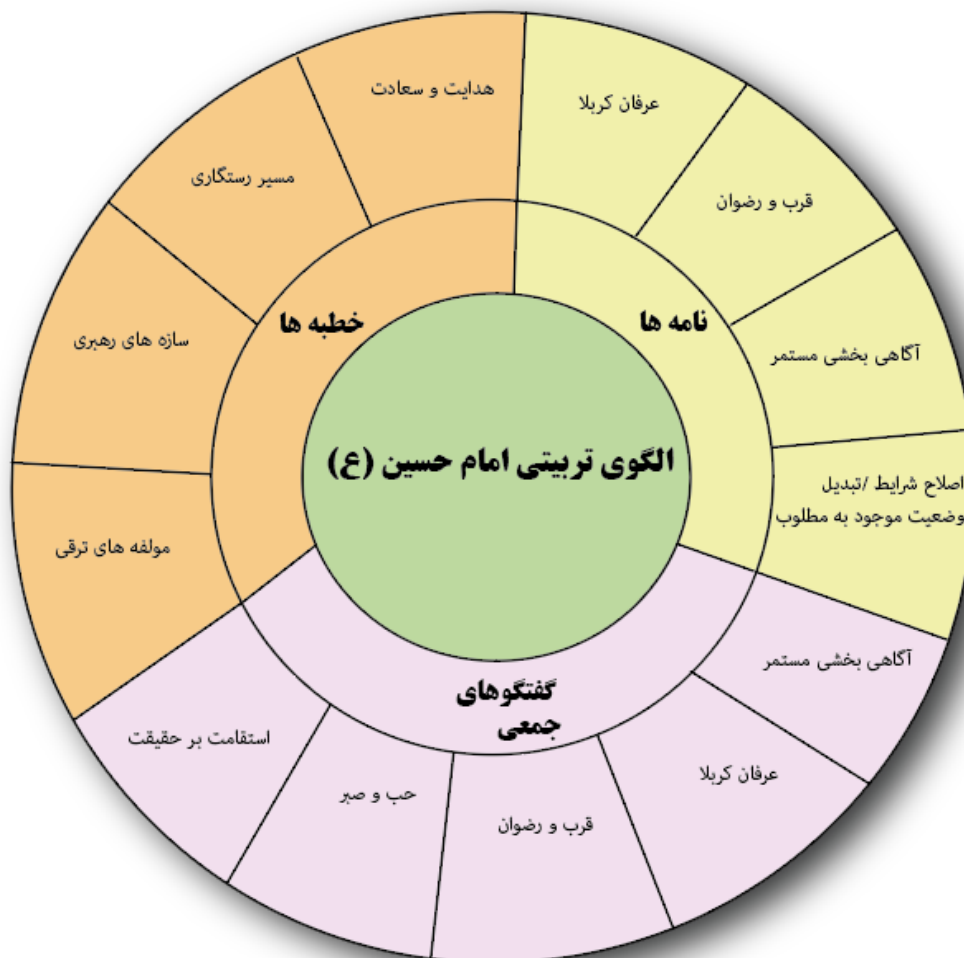 الگوی تربیتی امام حسین (ع)
نامه ها
عرفان کربلا
قرب و رضوان
آگاهی بخشی مستمر
اصلاح شرایط /تبدیل
وضعیت موجود به مطلوب
گفتگوهای
جمعی
آگاهی بخشی مستمر
عرفان کربلا
قرب و رضوان
حب و صبر
استقامت بر حقیقت
خطبه ها
مولفه های ترقی
سازه های رهبری
مسیر رستگاری
هدایت و سعادت